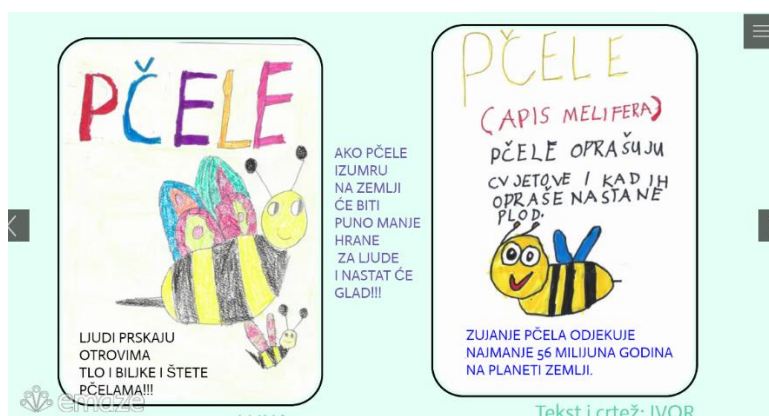 PČELE
LJUDI PRSKAJU
OTROVIMA
TLO I BILJKE I ŠTETE
PČELAMA!!!
AKO PČELE
IZUMRU
NA ZEMLJI
ĆE BITI
PUNO MANJE
HRANE
ZA LJUDE
I NASTAT ĆE
GLAD!!!
PČELE
(APIS MELIFERA)
PČELE OPRAŠUJU
CVJETOVE I KAD IH
OPRAŠE NASTANE
PLOD.
ZUJANJE PČELA ODJEKUJE
NAJMANJE 56 MILIJUNA GODINA
NA PLANETI ZEMLJI.
Tekst i crtež: IVOR
emaze